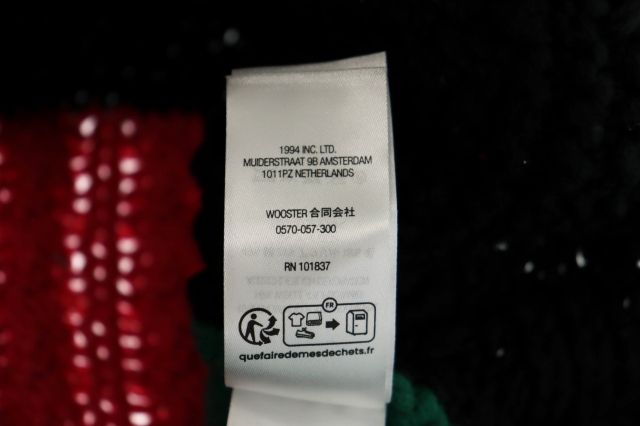 1994 INC. LTD.
MUIDERSTRAAT 9B AMSTERDAM
1011PZ NETHERLANDS
WOOSTER 合同会社
0570-057-300
RN 101837
FR
quefairedemesdechets.fr